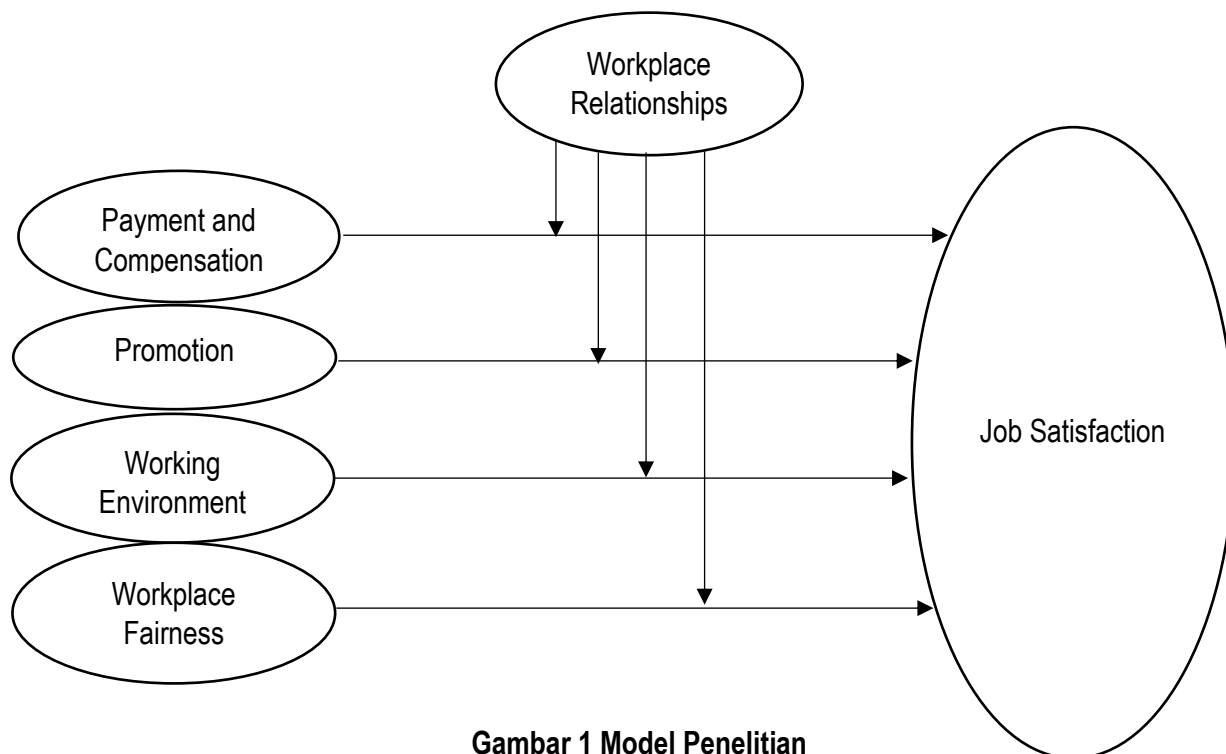 Workplace
Relationships
Payment and
Compensation
Promotion
Working
Environment
Workplace
Fairness
Job Satisfaction
Gambar 1 Model Penelitian